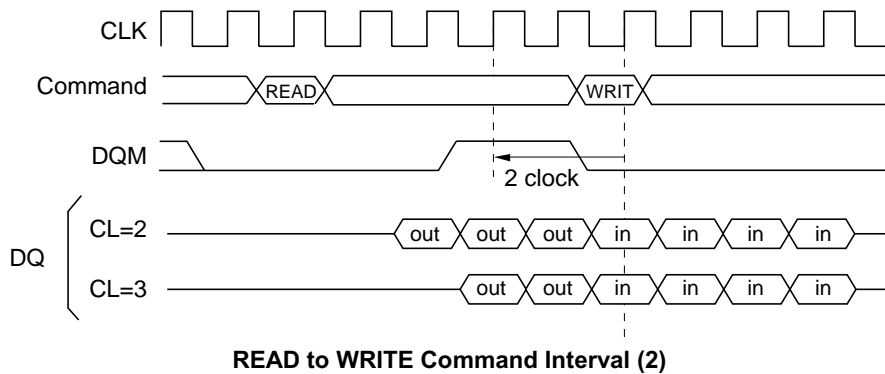 CLK
Command READ WRIT
DQM
2 clock
DQ
CL=2 out out out in in in in
CL=3 out out in in in in
READ to WRITE Command Interval (2)